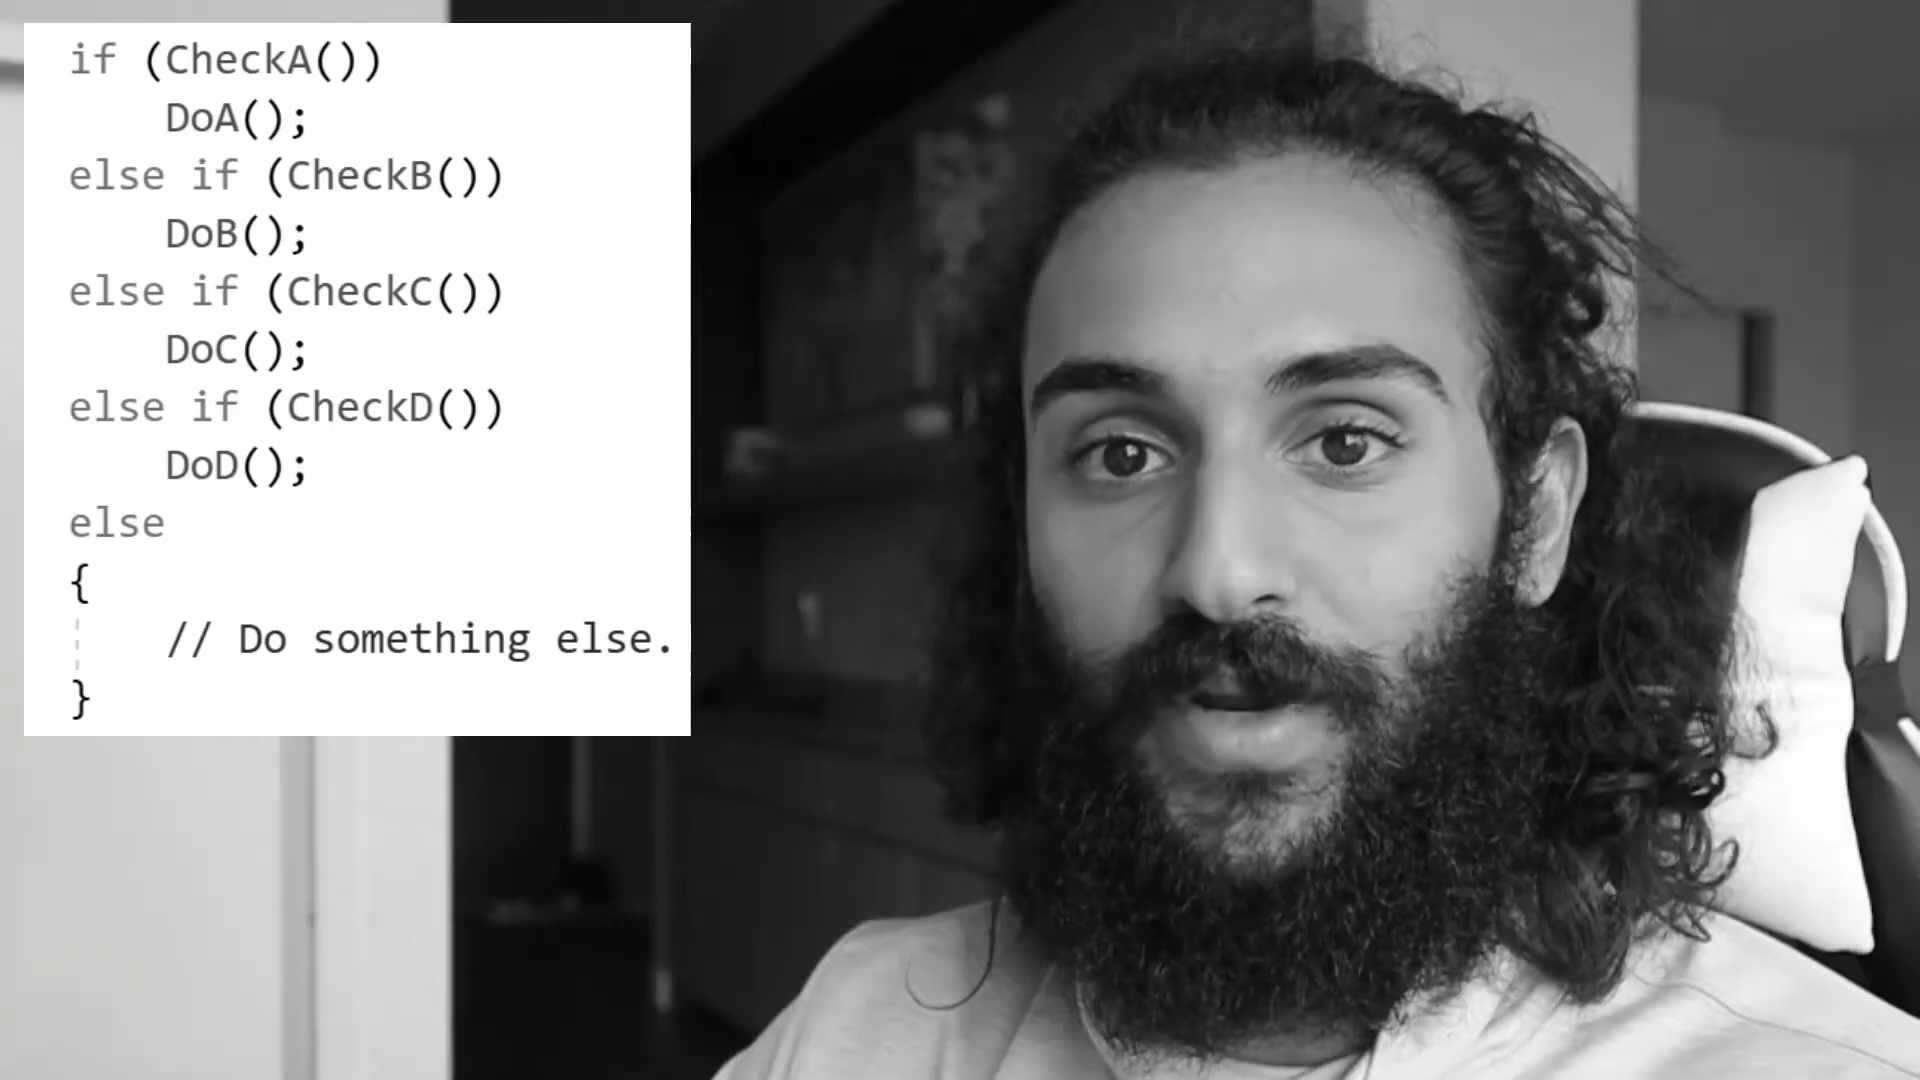 if (CheckA())
    DoA();
else if (CheckB())
    DoB();
else if (CheckC())
    DoC();
else if (CheckD())
    DoD();
else
{
    // Do something else.
}